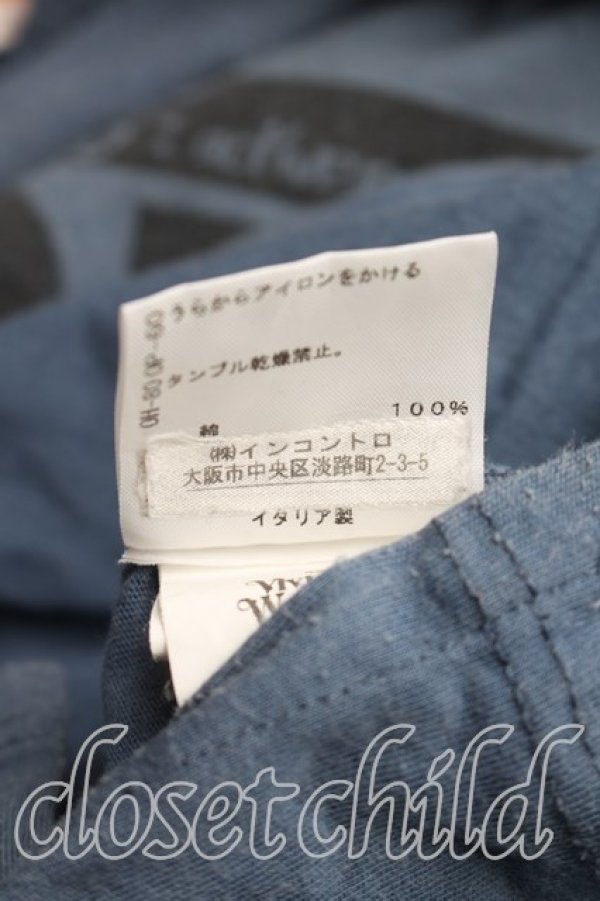 うらからアイロンをかける
タンブル乾燥禁止。
綿 100%
(株)インコントロ
大阪市中央区淡路町2-3-5
イタリア製
closet child